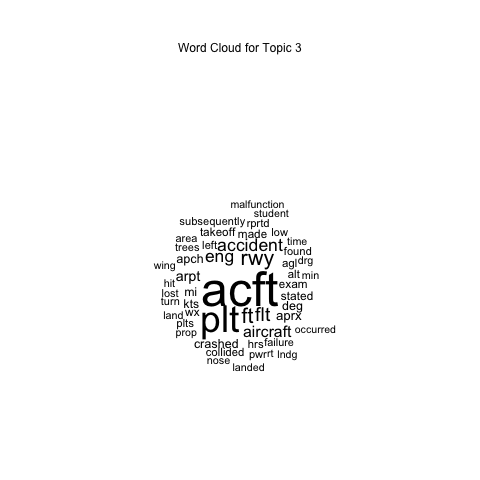 Word Cloud for Topic 3
malfunction
student
subsequently rprtd
takeoff made low
area left accident time
trees found
apch eng rwy agl drg
wing alt min
hit arpt acft exam
lost mi stated
turn kts deg
land wx plt ft flt aprx
plts
prop aircraft occurred
crashed hrs failure
collided pwr rt lndg
nose
landed